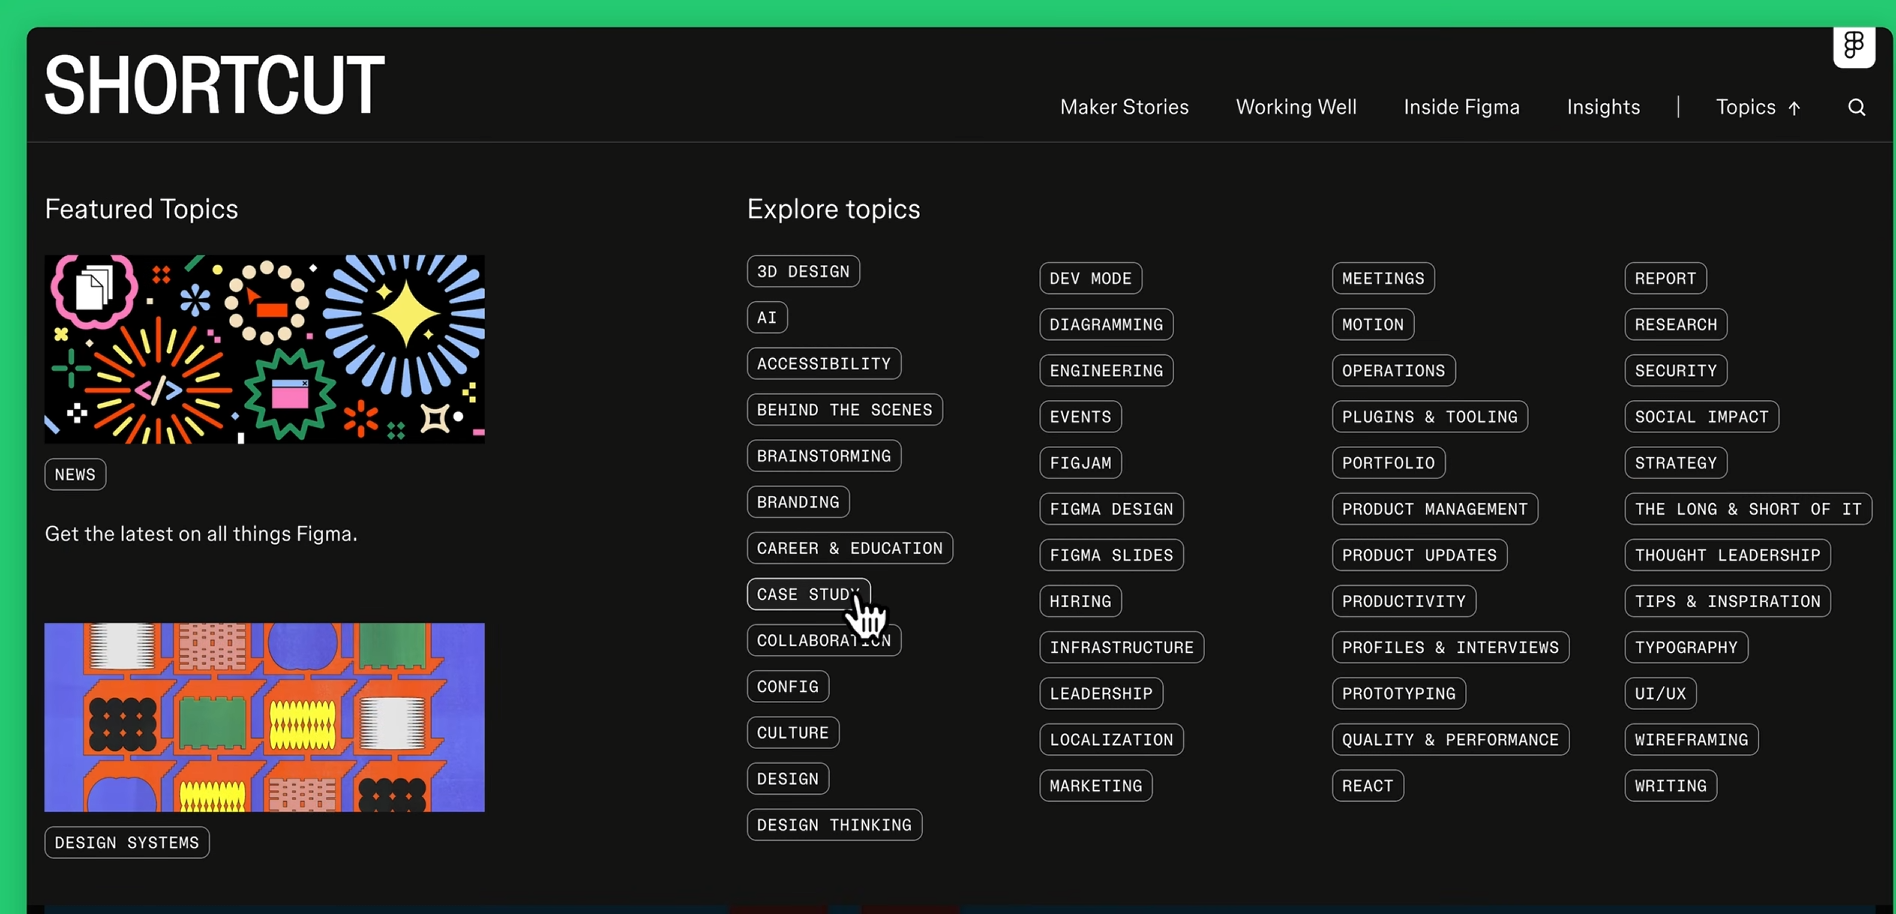 SHORTCUT
Maker Stories
Working Well
Inside Figma
Insights
Topics ↑
Featured Topics
</>
NEWS
Get the latest on all things Figma.
DESIGN SYSTEMS
Explore topics
3D DESIGN
AI
ACCESSIBILITY
BEHIND THE SCENES
BRAINSTORMING
BRANDING
CAREER & EDUCATION
CASE STUDY
COLLABORATION
CONFIG
CULTURE
DESIGN
DESIGN THINKING
DEV MODE
DIAGRAMMING
ENGINEERING
EVENTS
FIGJAM
FIGMA DESIGN
FIGMA SLIDES
HIRING
INFRASTRUCTURE
LEADERSHIP
LOCALIZATION
MARKETING
MEETINGS
MOTION
OPERATIONS
PLUGINS & TOOLING
PORTFOLIO
PRODUCT MANAGEMENT
PRODUCT UPDATES
PRODUCTIVITY
PROFILES & INTERVIEWS
PROTOTYPING
QUALITY & PERFORMANCE
REACT
REPORT
RESEARCH
SECURITY
SOCIAL IMPACT
STRATEGY
THE LONG & SHORT OF IT
THOUGHT LEADERSHIP
TIPS & INSPIRATION
TYPOGRAPHY
UI/UX
WIREFRAMING
WRITING